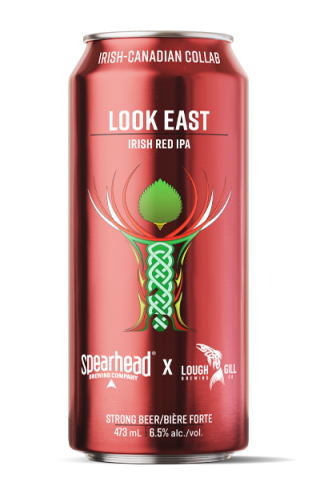 IRISH-CANADIAN COLLAB
LOOK EAST
IRISH RED IPA
Spearhead®
BREWING COMPANY
X
LOUGH GILL
BREWING CO
STRONG BEER/BIÈRE FORTE
473 mL 6.5% alc./vol.